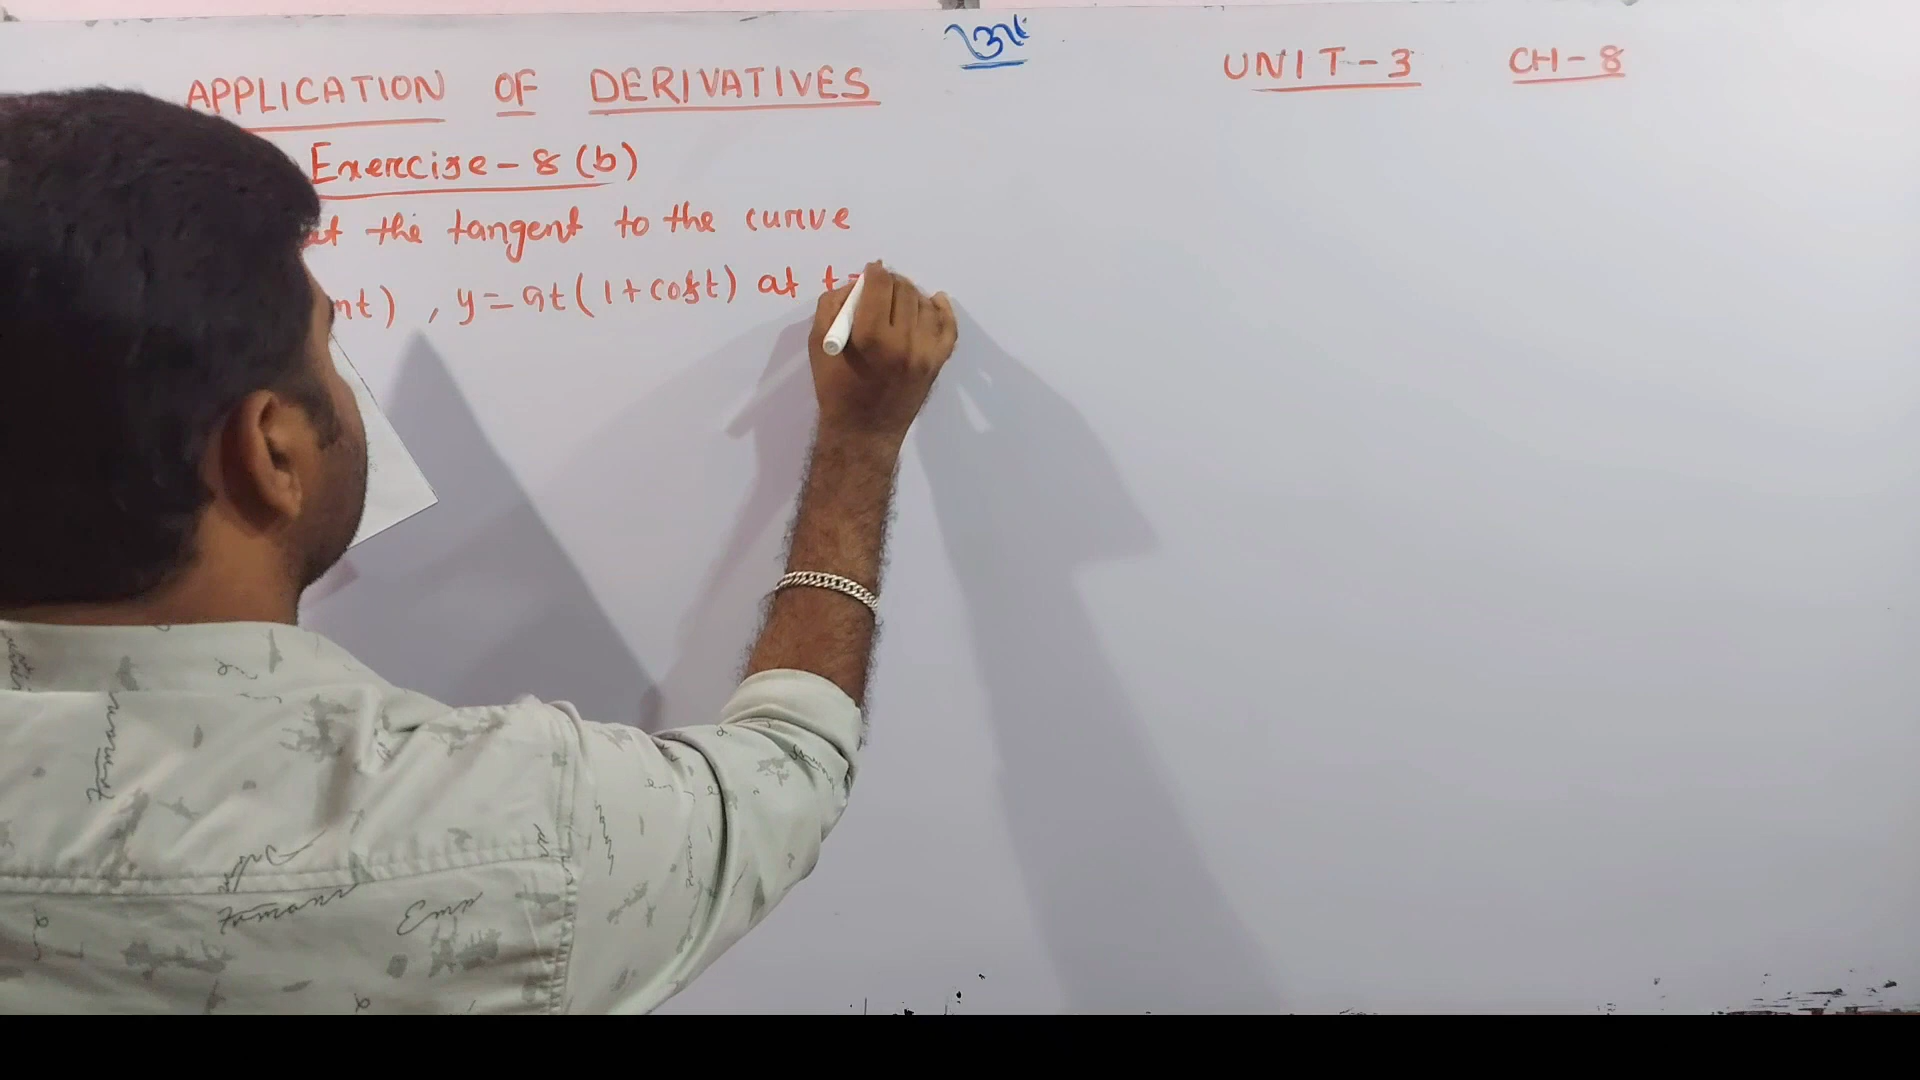 APPLICATION OF DERIVATIVES
UNIT-3 CH-8
Exercise-8(b)
the tangent to the curve
nt) , y=at(1+cost) at t=